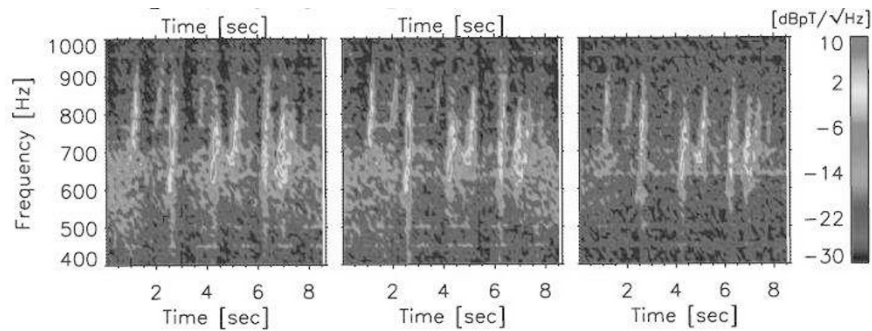 Time [sec] Time [sec] [dBpT/√Hz]
1000 10
900 2
800 -6
700 -14
600 -22
500 -30
400
Frequency [Hz]
2 4 6 8 2 4 6 8 2 4 6 8
Time [sec] Time [sec] Time [sec]